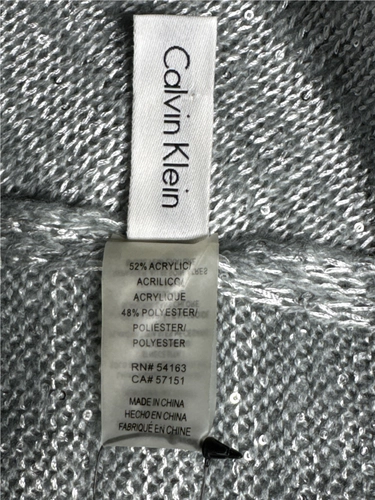 Calvin Klein
52% ACRYLIC/
ACRILICO/
ACRYLIQUE
48% POLYESTER/
POLIESTER/
POLYESTER
RN# 54163
CA# 57151
MADE IN CHINA
HECHO EN CHINA
FABRIQUÉ EN CHINE